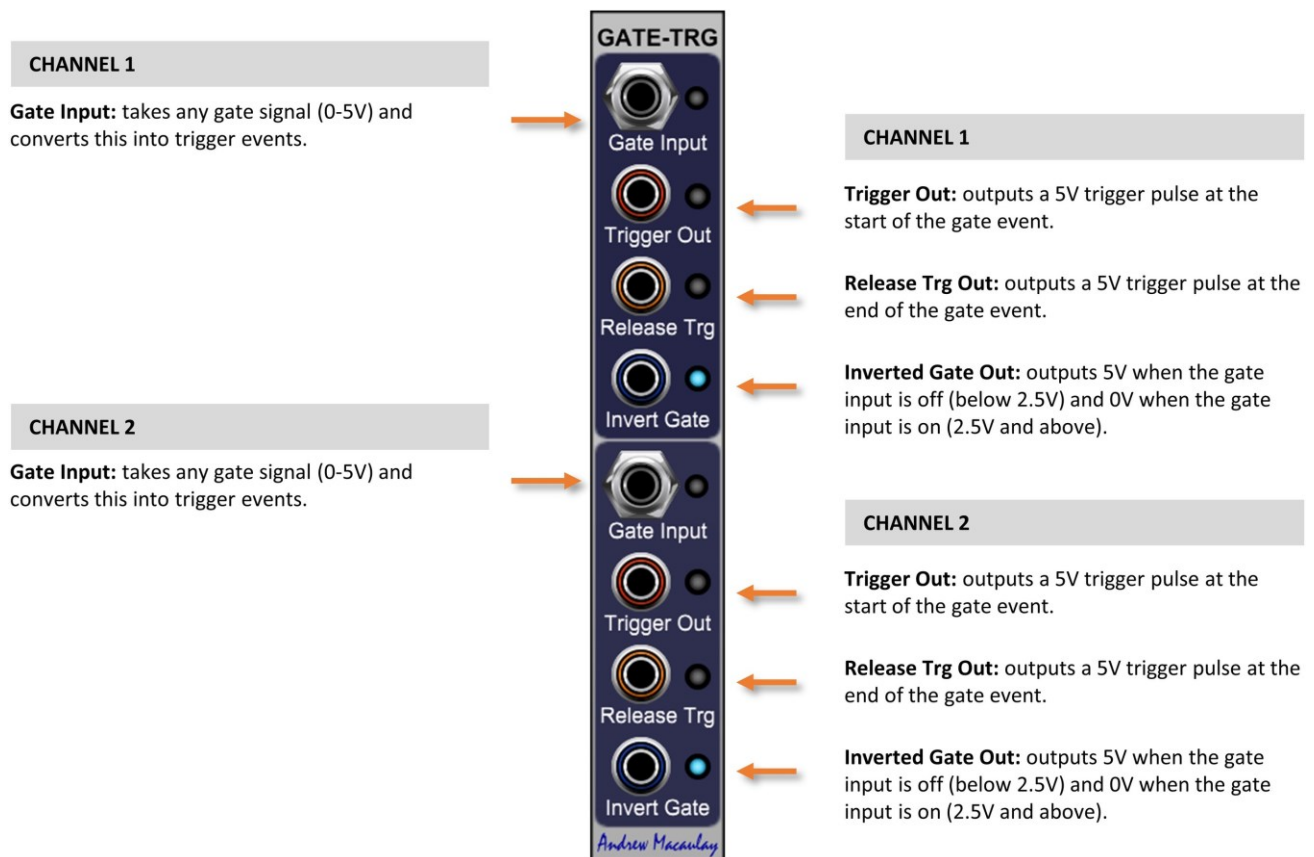 CHANNEL 1
Gate Input: takes any gate signal (0-5V) and
converts this into trigger events.
CHANNEL 2
Gate Input: takes any gate signal (0-5V) and
converts this into trigger events.
GATE-TRG
Gate Input
Trigger Out
Release Trg
Invert Gate
Gate Input
Trigger Out
Release Trg
Invert Gate
Andrew Macaulay
CHANNEL 1
Trigger Out: outputs a 5V trigger pulse at the
start of the gate event.
Release Trg Out: outputs a 5V trigger pulse at the
end of the gate event.
Inverted Gate Out: outputs 5V when the gate
input is off (below 2.5V) and 0V when the gate
input is on (2.5V and above).
CHANNEL 2
Trigger Out: outputs a 5V trigger pulse at the
start of the gate event.
Release Trg Out: outputs a 5V trigger pulse at the
end of the gate event.
Inverted Gate Out: outputs 5V when the gate
input is off (below 2.5V) and 0V when the gate
input is on (2.5V and above).